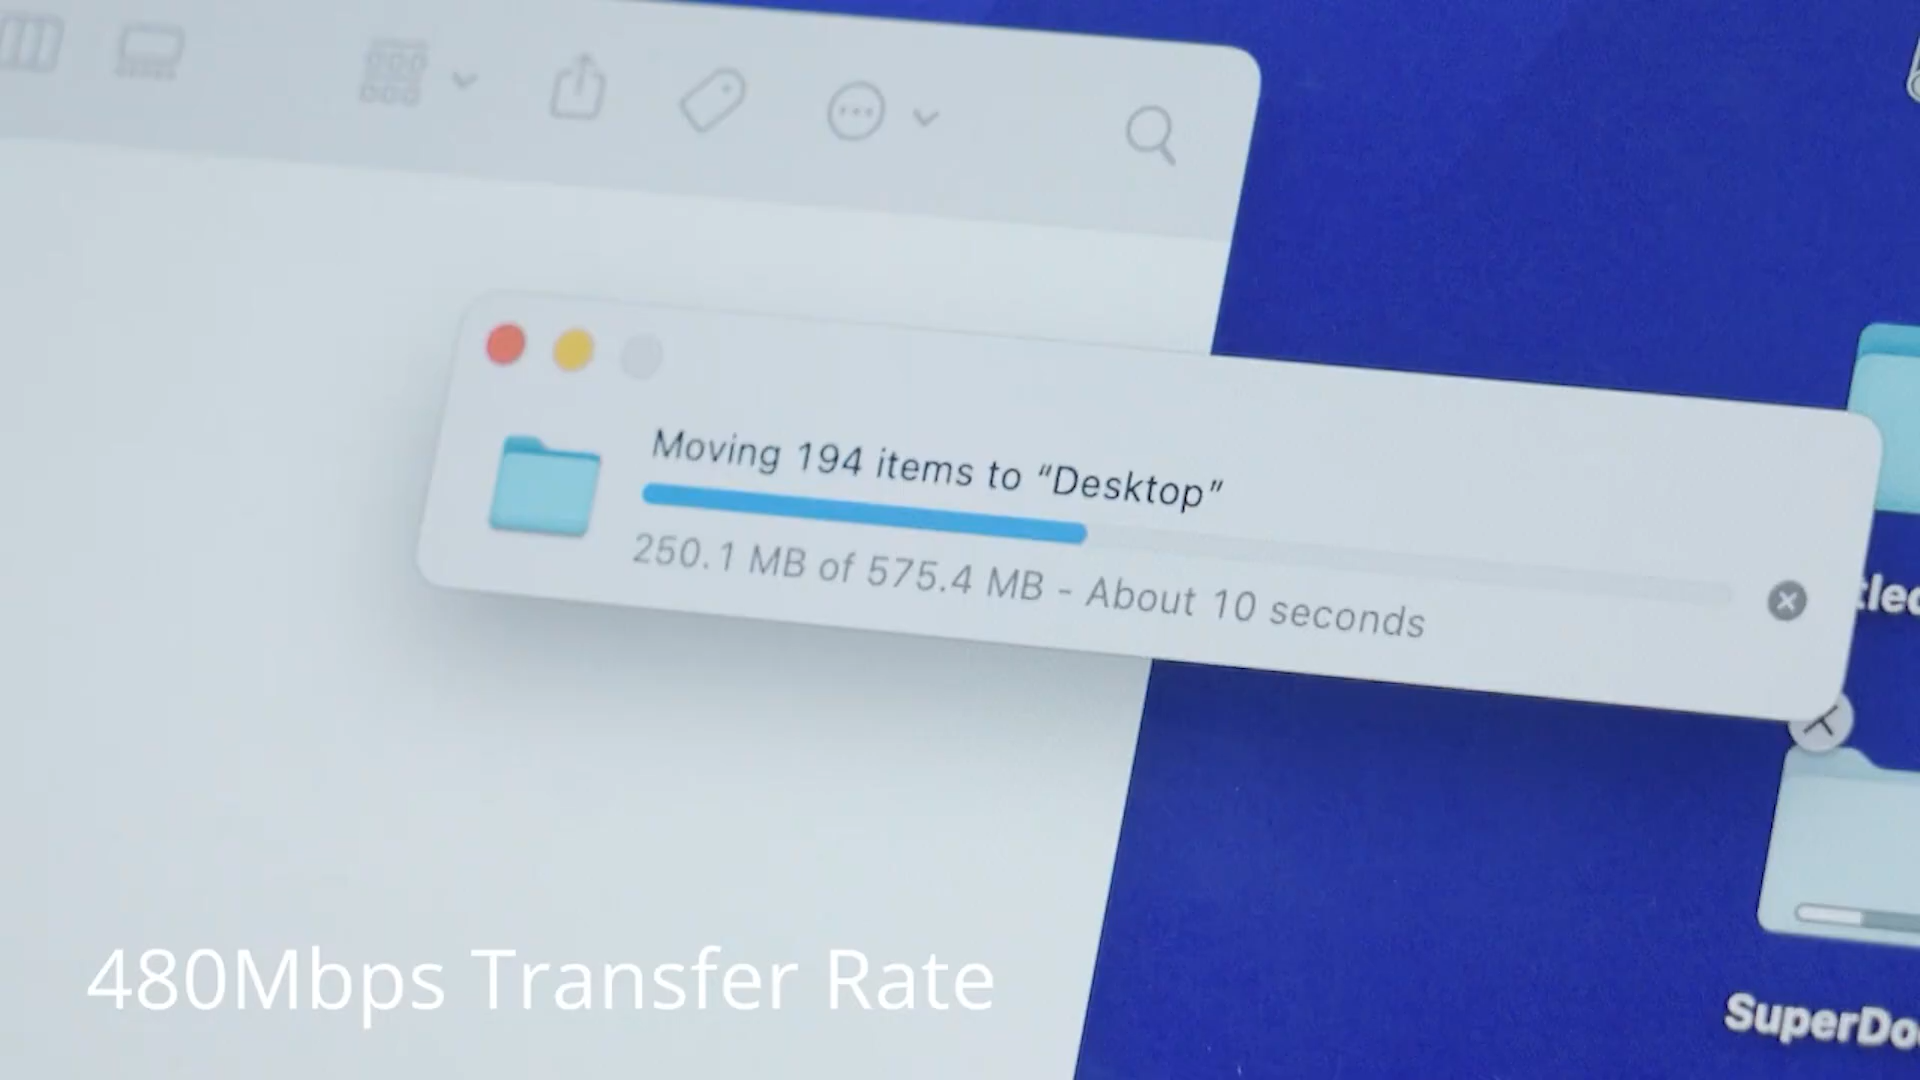 Moving 194 items to “Desktop”
250.1 MB of 575.4 MB - About 10 seconds
480Mbps Transfer Rate